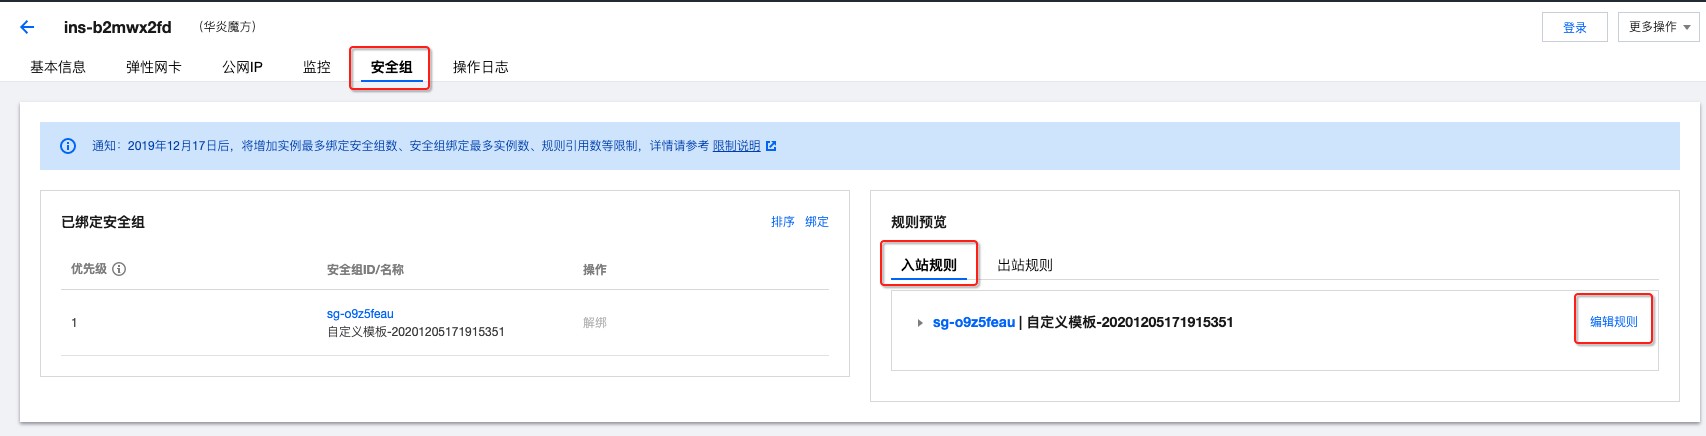 ins-b2mwx2fd （华炎魔方） 登录 更多操作
基本信息 弹性网卡 公网IP 监控 安全组 操作日志
通知：2019年12月17日后，将增加实例最多绑定安全组数、安全组绑定最多实例数、规则引用数等限制，详情请参考 限制说明
已绑定安全组 排序 绑定
优先级 安全组ID/名称 操作
1 sg-o9z5feau 解绑
自定义模板-20201205171915351
规则预览
入站规则 出站规则
sg-o9z5feau | 自定义模板-20201205171915351 编辑规则